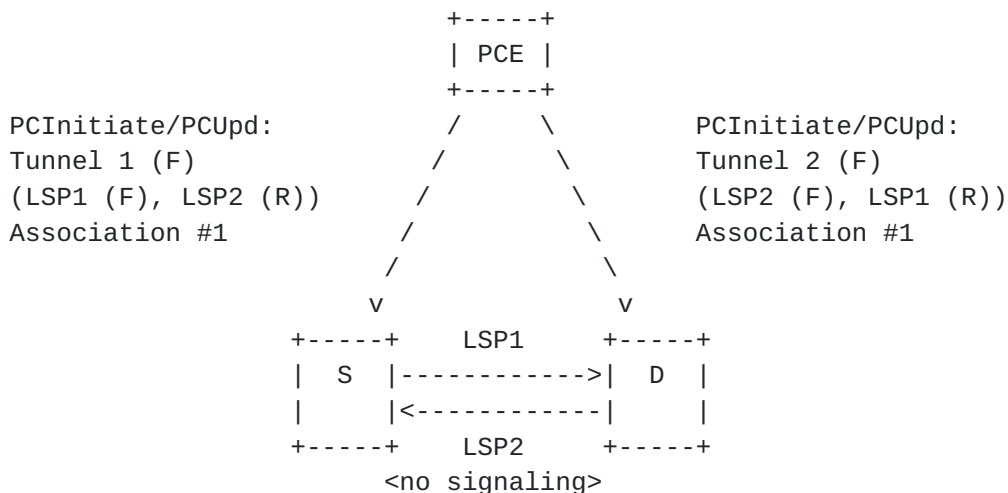 +-----+
| PCE |
+-----+
PCInitiate/PCUpd: / \ PCInitiate/PCUpd:
Tunnel 1 (F) / \ Tunnel 2 (F)
(LSP1 (F), LSP2 (R)) / \ (LSP2 (F), LSP1 (R))
Association #1 / \ Association #1
/ \
v v
+-----+ LSP1 +-----+
| S |------------>| D |
| |<------------| |
+-----+ LSP2 +-----+
<no signaling>